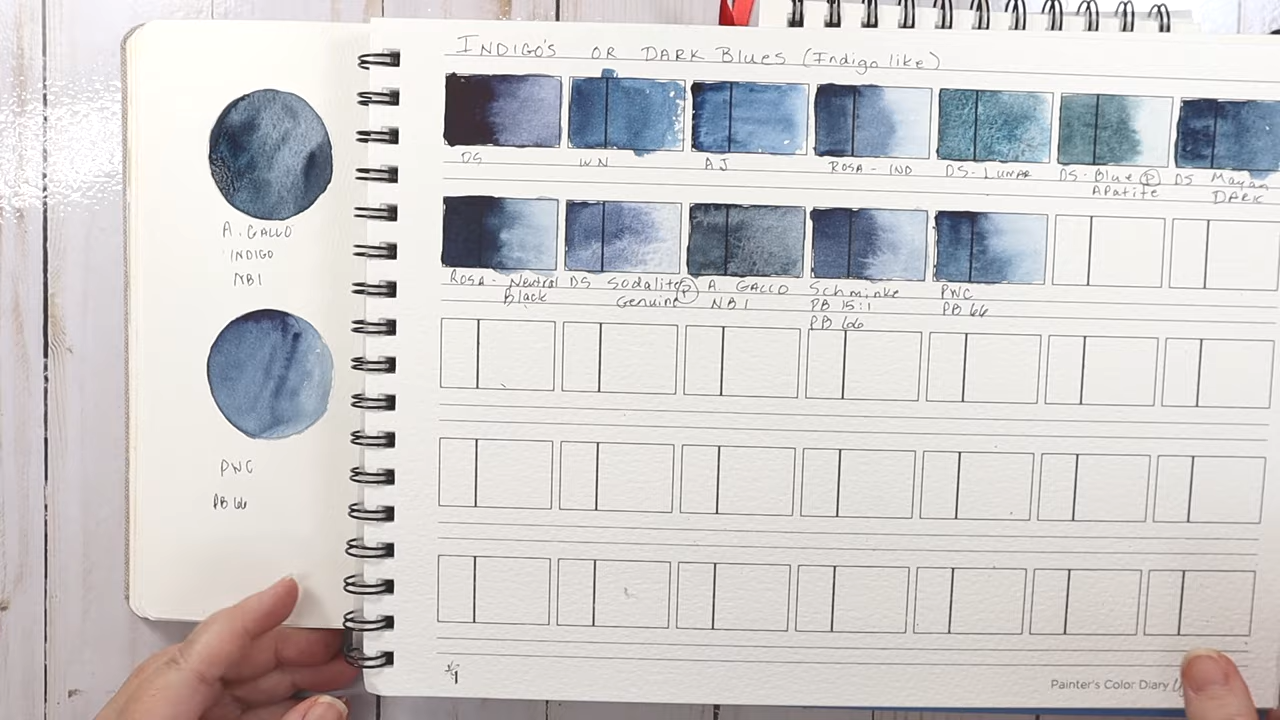 A. GALLO
INDIGO
NB1
PWC
PB 66
INDIGO'S OR DARK BLUES (Indigo like)
DS
WN
AJ
ROSA - IND
DS - LUNAR
DS - Blue P
APatite
DS Mayan
DARK
ROSA - Neutral
Black
DS Sodalite P
Genuine
A. GALLO
NB1
Schminke
PB 15:1
PB 66
PWC
PB 66
Painter's Color Diary